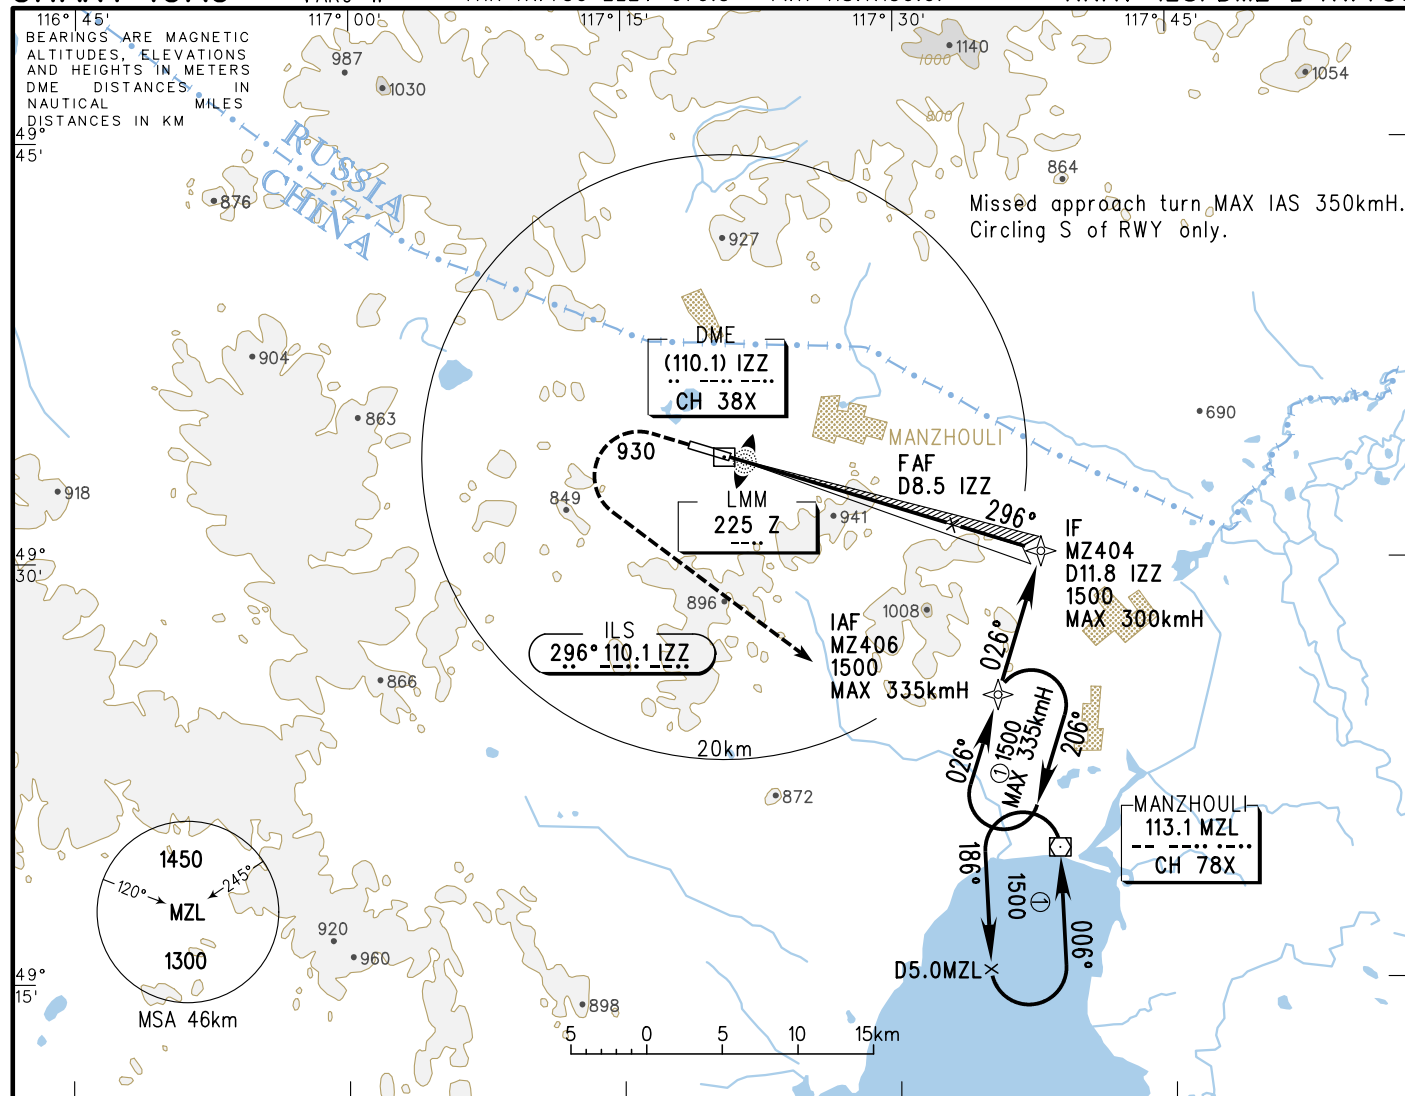 116° 45'
117° 00'
117° 15'
117° 30'
117° 45'
BEARINGS ARE MAGNETIC
ALTITUDES, ELEVATIONS
AND HEIGHTS IN METERS
DME DISTANCES IN
NAUTICAL MILES
DISTANCES IN KM
987
1030
1140
1000
1054
800
49°
45'
RUSSIA
CHINA
864
876
Missed approach turn MAX IAS 350kmH.
Circling S of RWY only.
927
904
DME
(110.1) IZZ
CH 38X
863
690
MANZHOULI
930
FAF
D8.5 IZZ
918
849
LMM
225 Z
941
296°
IF
MZ404
D11.8 IZZ
1500
MAX 300kmH
49°
30'
896
1008
IAF
MZ406
1500
MAX 335kmH
ILS
296° 110.1 IZZ
026°
866
20km
026°
1 1500
MAX 335kmH
206°
872
MANZHOULI
113.1 MZL
CH 78X
1450
120°
245°
MZL
1300
MSA 46km
186°
1500 1
006°
D5.0MZL
920
960
49°
15'
898
5 0 5 10 15km